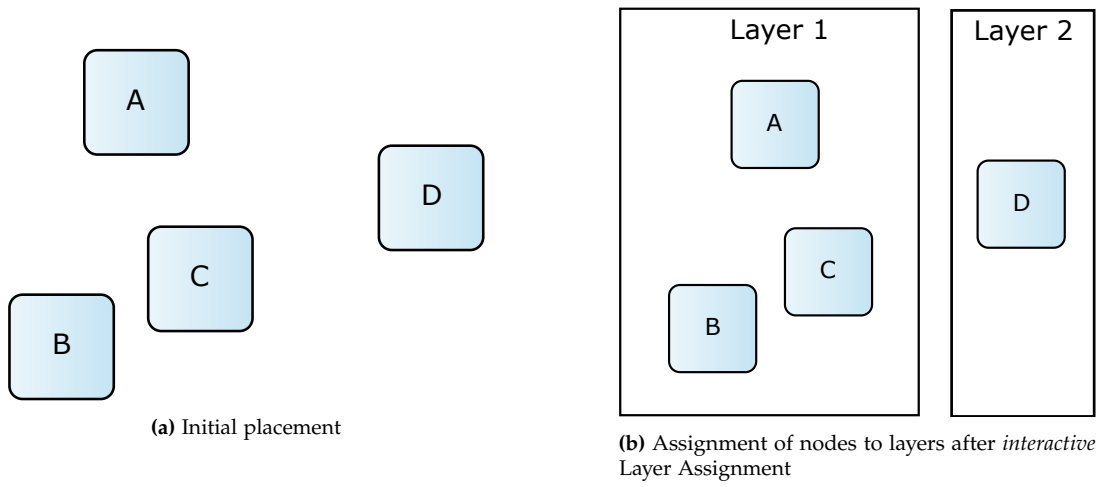 A
D
C
B
(a) Initial placement
Layer 1
Layer 2
A
D
C
B
(b) Assignment of nodes to layers after interactive
Layer Assignment